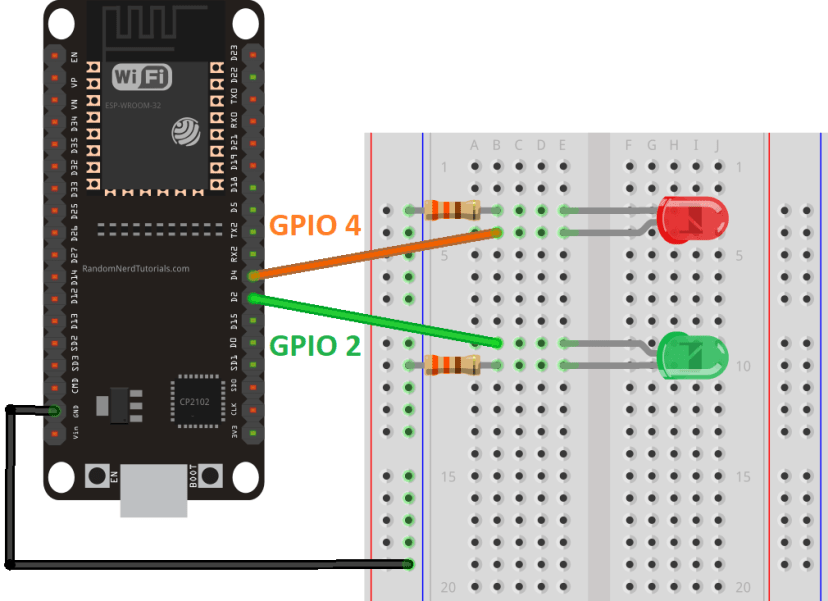 EN
VP
VN
D34
D35
D32
D33
D25
D26
D27
D14
D12
D13
SD2
SD3
CMD
GND
Vin
WiFi
ESP-WROOM-32
RandomNerdTutorials.com
CP2102
EN
BOOT
D23
D22
TX0
RX0
D21
D19
D18
D5
TX2
RX2
D4
D2
D15
D0
SD1
SD0
CLK
3V3
GPIO 4
GPIO 2
A B C D E F G H I J
1 1
5 5
10 10
15 15
20 20